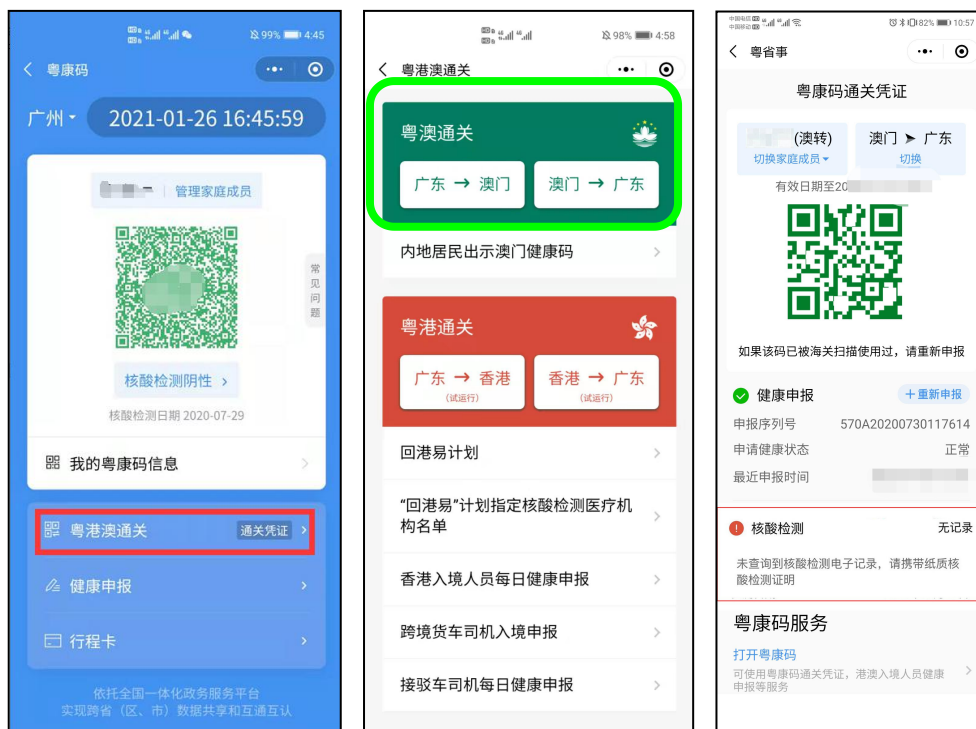 99% 4:45
粤康码
广州
2021-01-26 16:45:59
管理家庭成员
常见问题
核酸检测阴性
核酸检测日期 2020-07-29
我的粤康码信息
粤港澳通关 通关凭证
健康申报
行程卡
依托全国一体化政务服务平台
实现跨省（区、市）数据共享和互通互认
98% 4:58
粤港澳通关
粤澳通关
广东 → 澳门 澳门 → 广东
内地居民出示澳门健康码
粤港通关
广东 → 香港 香港 → 广东
（试运行） （试运行）
回港易计划
“回港易”计划指定核酸检测医疗机
构名单
香港入境人员每日健康申报
跨境货车司机入境申报
接驳车司机每日健康申报
中国电信 82% 10:57
中国移动
粤省事
粤康码通关凭证
(澳转) 澳门 ➤ 广东
切换家庭成员 切换
有效日期至20
如果该码已被海关扫描使用过，请重新申报
健康申报 ＋重新申报
申报序列号 570A20200730117614
申请健康状态 正常
最近申报时间
核酸检测 无记录
未查询到核酸检测电子记录，请携带纸质核
酸检测证明
粤康码服务
打开粤康码
可使用粤康码通关凭证，港澳入境人员健康
申报等服务